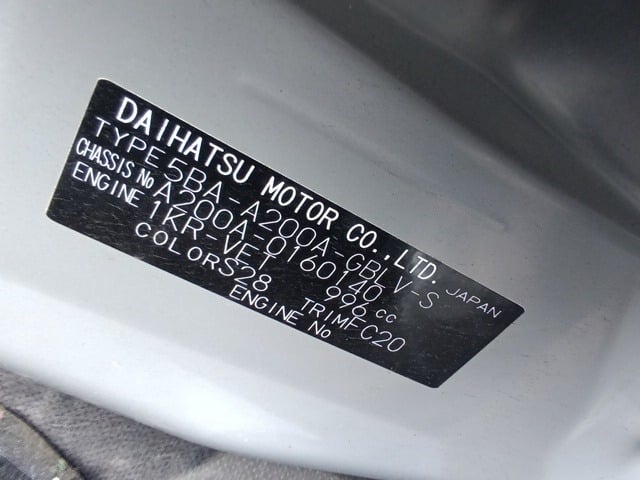 DAIHATSU MOTOR CO.,LTD. JAPAN
TYPE 5BA-A200A-GBLV-S
CHASSIS No A200A-0160140
ENGINE 1KR-VET 996 cc
COLOR S28 TRIM FC20
ENGINE No